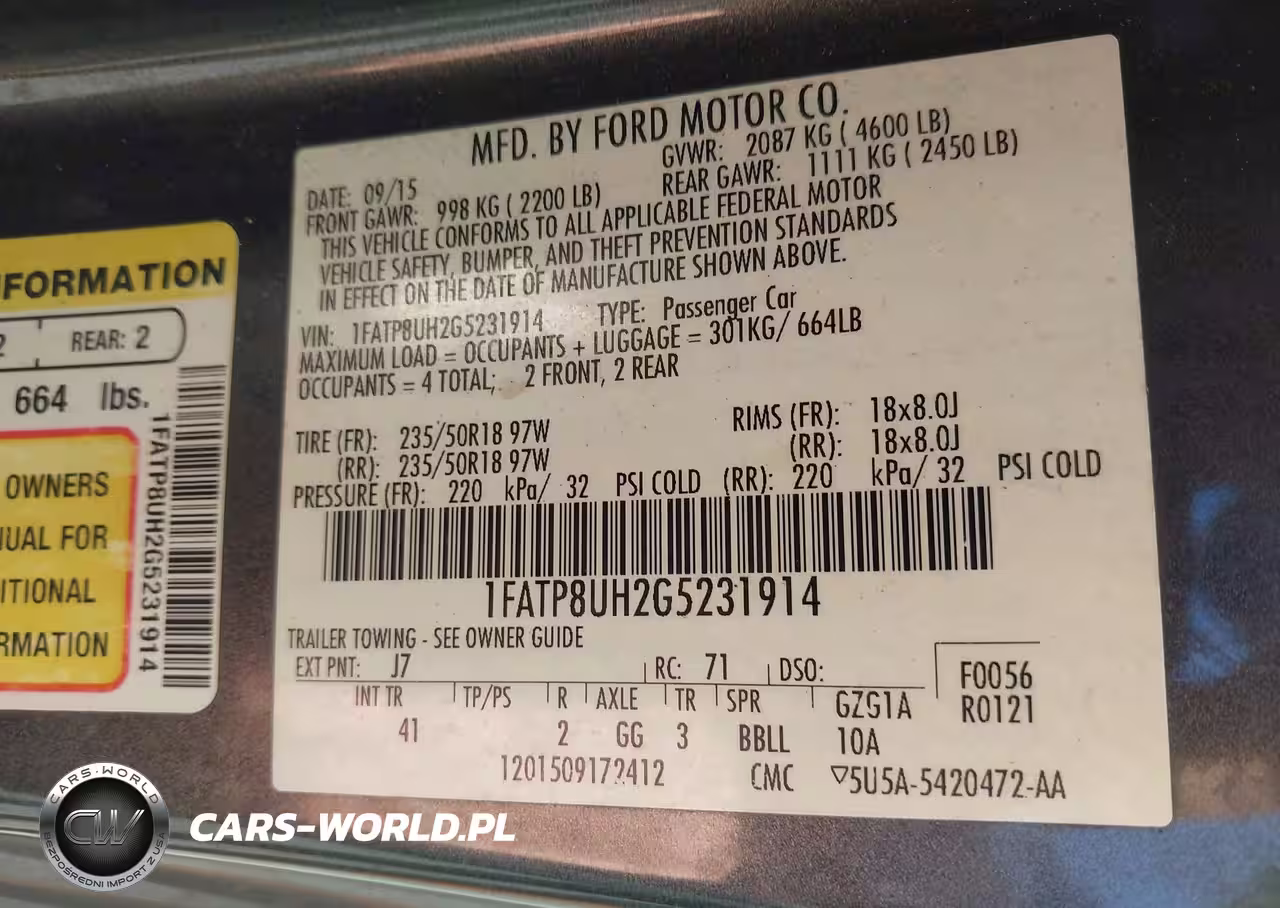 MFD. BY FORD MOTOR CO.
DATE: 09/15 GVWR: 2087 KG ( 4600 LB)
FRONT GAWR: 998 KG ( 2200 LB) REAR GAWR: 1111 KG ( 2450 LB)
THIS VEHICLE CONFORMS TO ALL APPLICABLE FEDERAL MOTOR
VEHICLE SAFETY, BUMPER, AND THEFT PREVENTION STANDARDS
IN EFFECT ON THE DATE OF MANUFACTURE SHOWN ABOVE.
VIN: 1FATP8UH2G5231914 TYPE: Passenger Car
MAXIMUM LOAD = OCCUPANTS + LUGGAGE = 301KG/ 664LB
OCCUPANTS = 4 TOTAL; 2 FRONT, 2 REAR
TIRE (FR): 235/50R18 97W RIMS (FR): 18x8.0J
(RR): 235/50R18 97W (RR): 18x8.0J
PRESSURE (FR): 220 kPa/ 32 PSI COLD (RR): 220 kPa/ 32 PSI COLD
1FATP8UH2G5231914
TRAILER TOWING - SEE OWNER GUIDE
EXT PNT: J7 RC: 71 DSO: F0056
INT TR TP/PS R AXLE TR SPR GZG1A R0121
41 2 GG 3 BBLL 10A
1201509172412 CMC ▽5U5A-5420472-AA
NFORMATION
2 REAR: 2
664 lbs.
OWNERS
UAL FOR
ITIONAL
RMATION
1FATP8UH2G5231914
CARS-WORLD
CW
BEZPOŚREDNI IMPORT Z USA
CARS-WORLD.PL